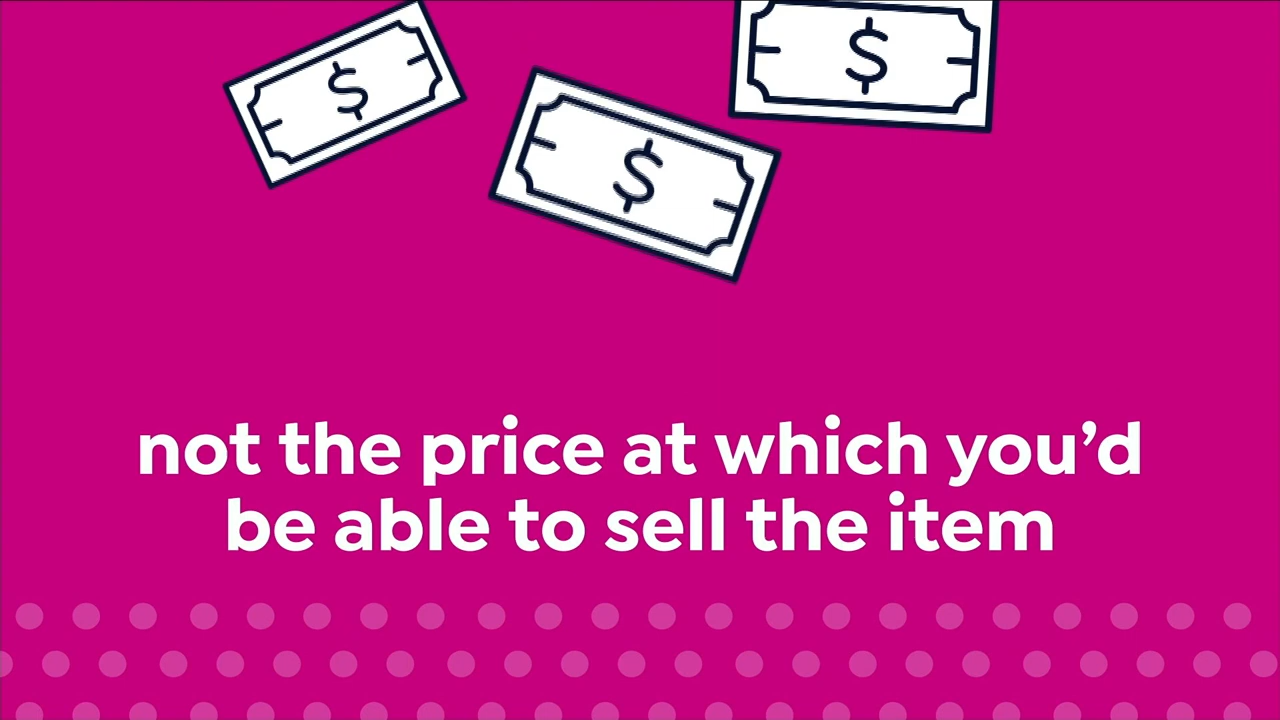 $
$
$
not the price at which you’d
be able to sell the item